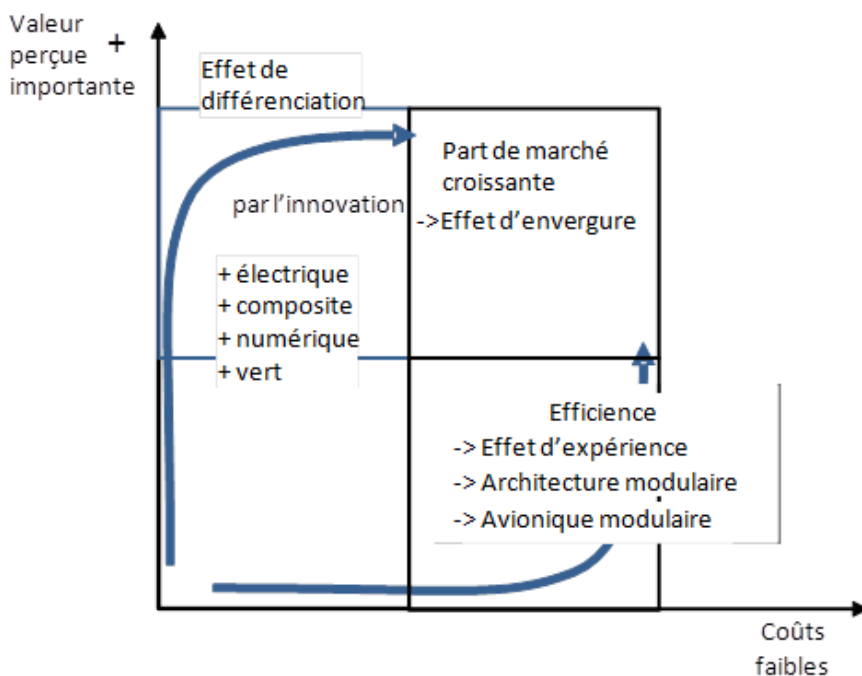 Valeur
perçue +
importante
Effet de
différenciation
Part de marché
croissante
->Effet d'envergure
par l'innovation
+ électrique
+ composite
+ numérique
+ vert
Efficience
-> Effet d'expérience
-> Architecture modulaire
-> Avionique modulaire
Coûts
faibles